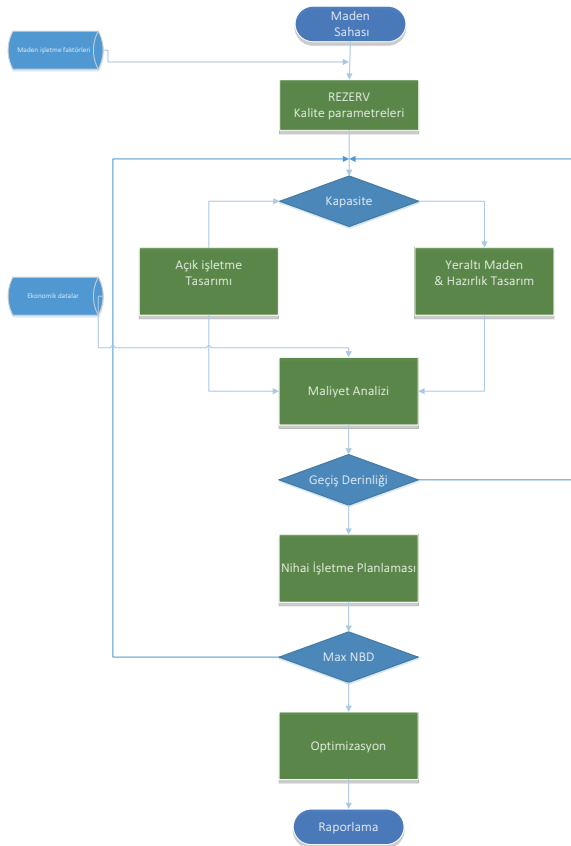 Maden
Sahası
Maden işletme faktörleri
REZERV
Kalite parametreleri
Kapasite
Açık işletme
Tasarımı
Yeraltı Maden
& Hazırlık Tasarım
Ekonomik datalar
Maliyet Analizi
Geçiş Derinliği
Nihai İşletme Planlaması
Max NBD
Optimizasyon
Raporlama